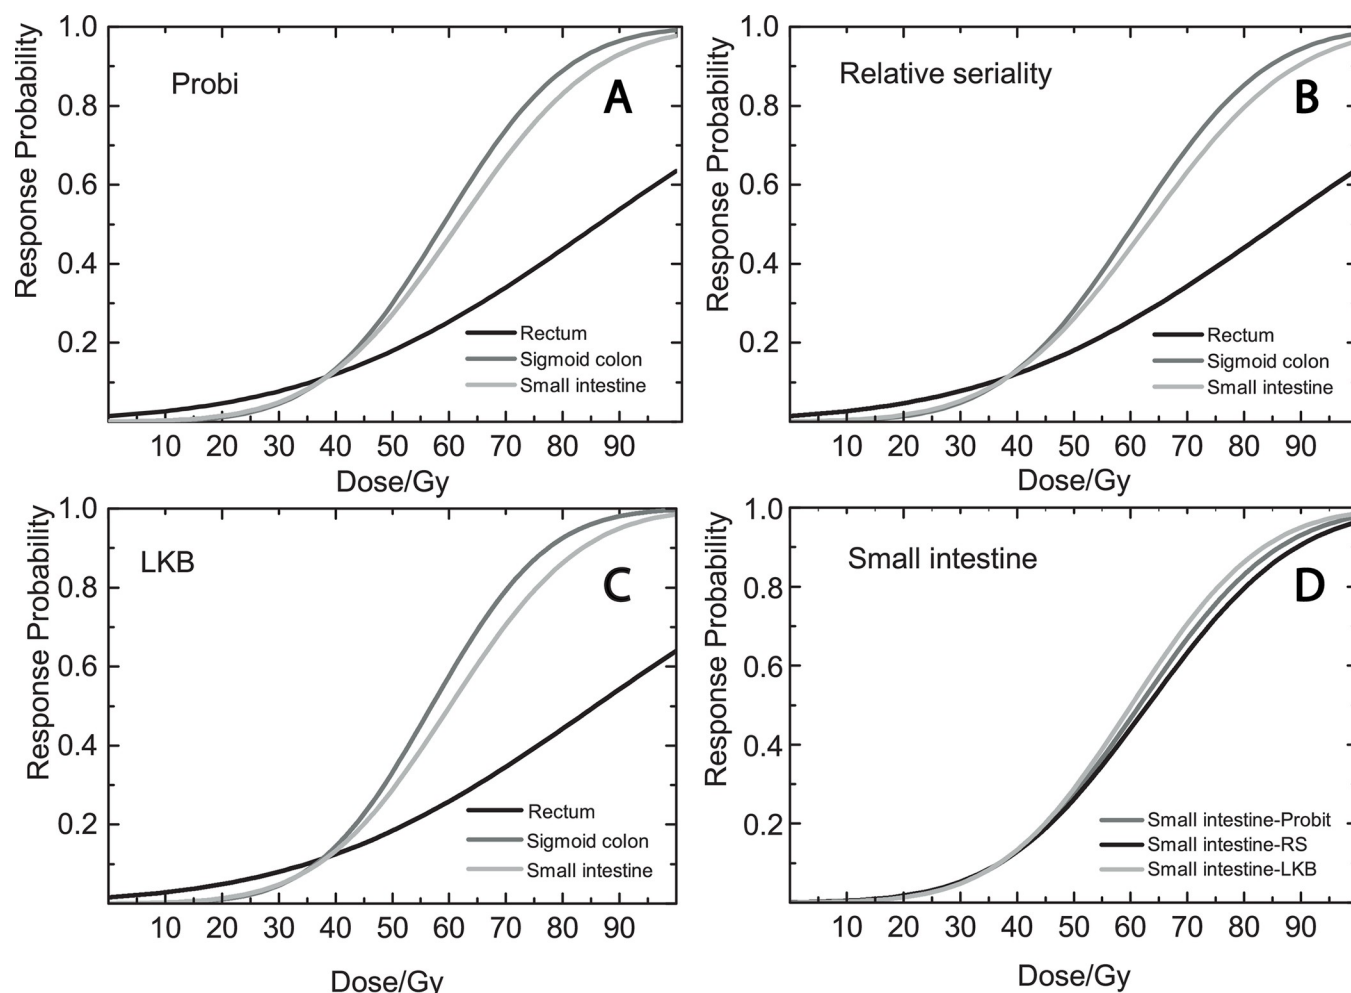 Probi
A
Response Probability
1.0
0.8
0.6
0.4
0.2
Rectum
Sigmoid colon
Small intestine
10 20 30 40 50 60 70 80 90
Dose/Gy
Relative seriality
B
Response Probability
1.0
0.8
0.6
0.4
0.2
Rectum
Sigmoid colon
Small intestine
10 20 30 40 50 60 70 80 90
Dose/Gy
LKB
C
Response Probability
1.0
0.8
0.6
0.4
0.2
Rectum
Sigmoid colon
Small intestine
10 20 30 40 50 60 70 80 90
Dose/Gy
Small intestine
D
Response Probability
1.0
0.8
0.6
0.4
0.2
Small intestine-Probit
Small intestine-RS
Small intestine-LKB
10 20 30 40 50 60 70 80 90
Dose/Gy